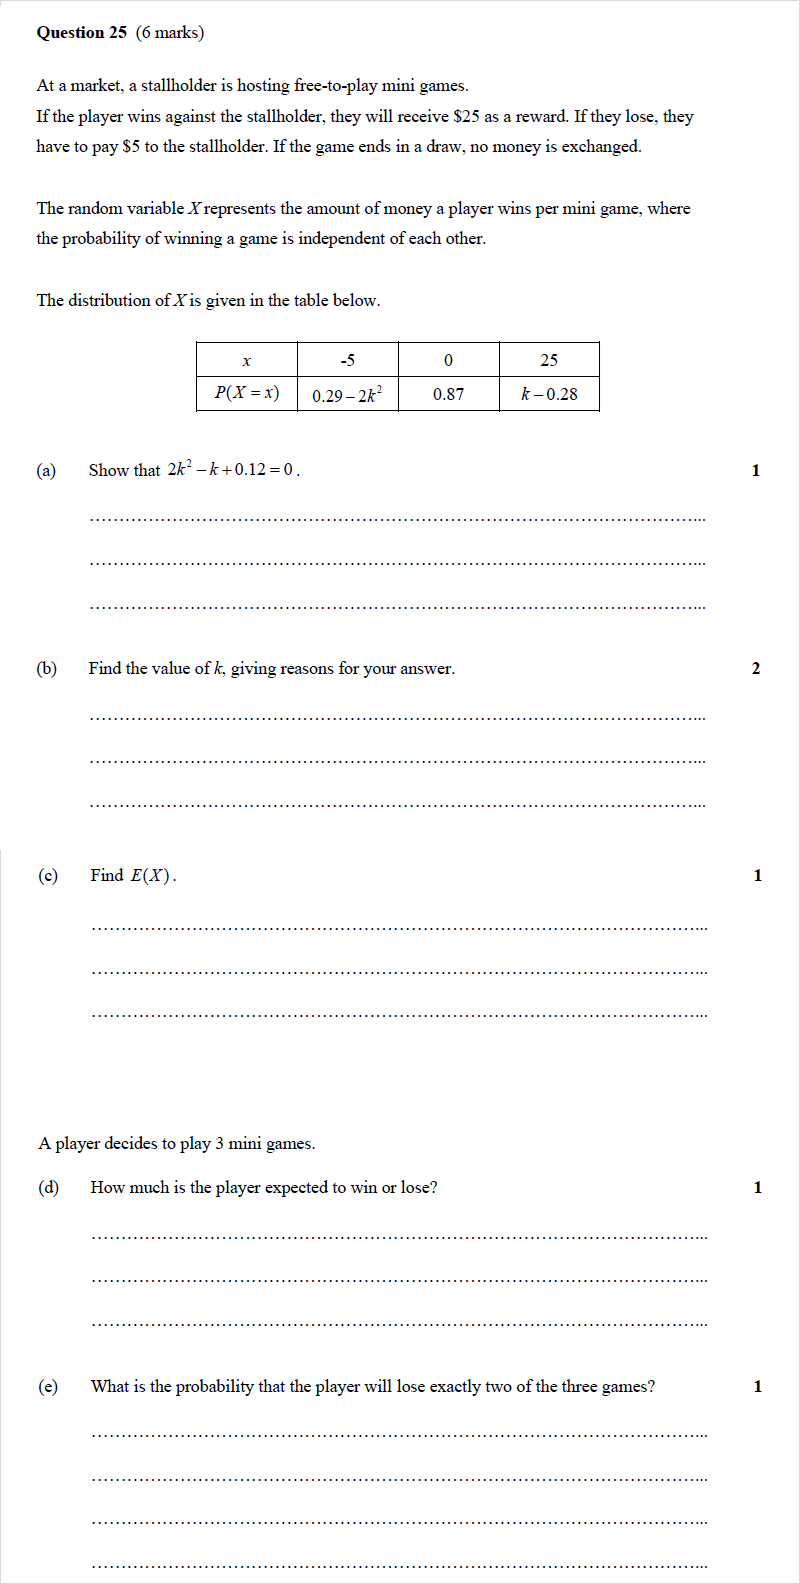 Question 25 (6 marks)
At a market, a stallholder is hosting free-to-play mini games.
If the player wins against the stallholder, they will receive $25 as a reward. If they lose, they
have to pay $5 to the stallholder. If the game ends in a draw, no money is exchanged.
The random variable X represents the amount of money a player wins per mini game, where
the probability of winning a game is independent of each other.
The distribution of X is given in the table below.
x -5 0 25
P(X = x) 0.29 – 2k² 0.87 k – 0.28
(a) Show that 2k² – k + 0.12 = 0. 1
(b) Find the value of k, giving reasons for your answer. 2
(c) Find E(X). 1
A player decides to play 3 mini games.
(d) How much is the player expected to win or lose? 1
(e) What is the probability that the player will lose exactly two of the three games? 1